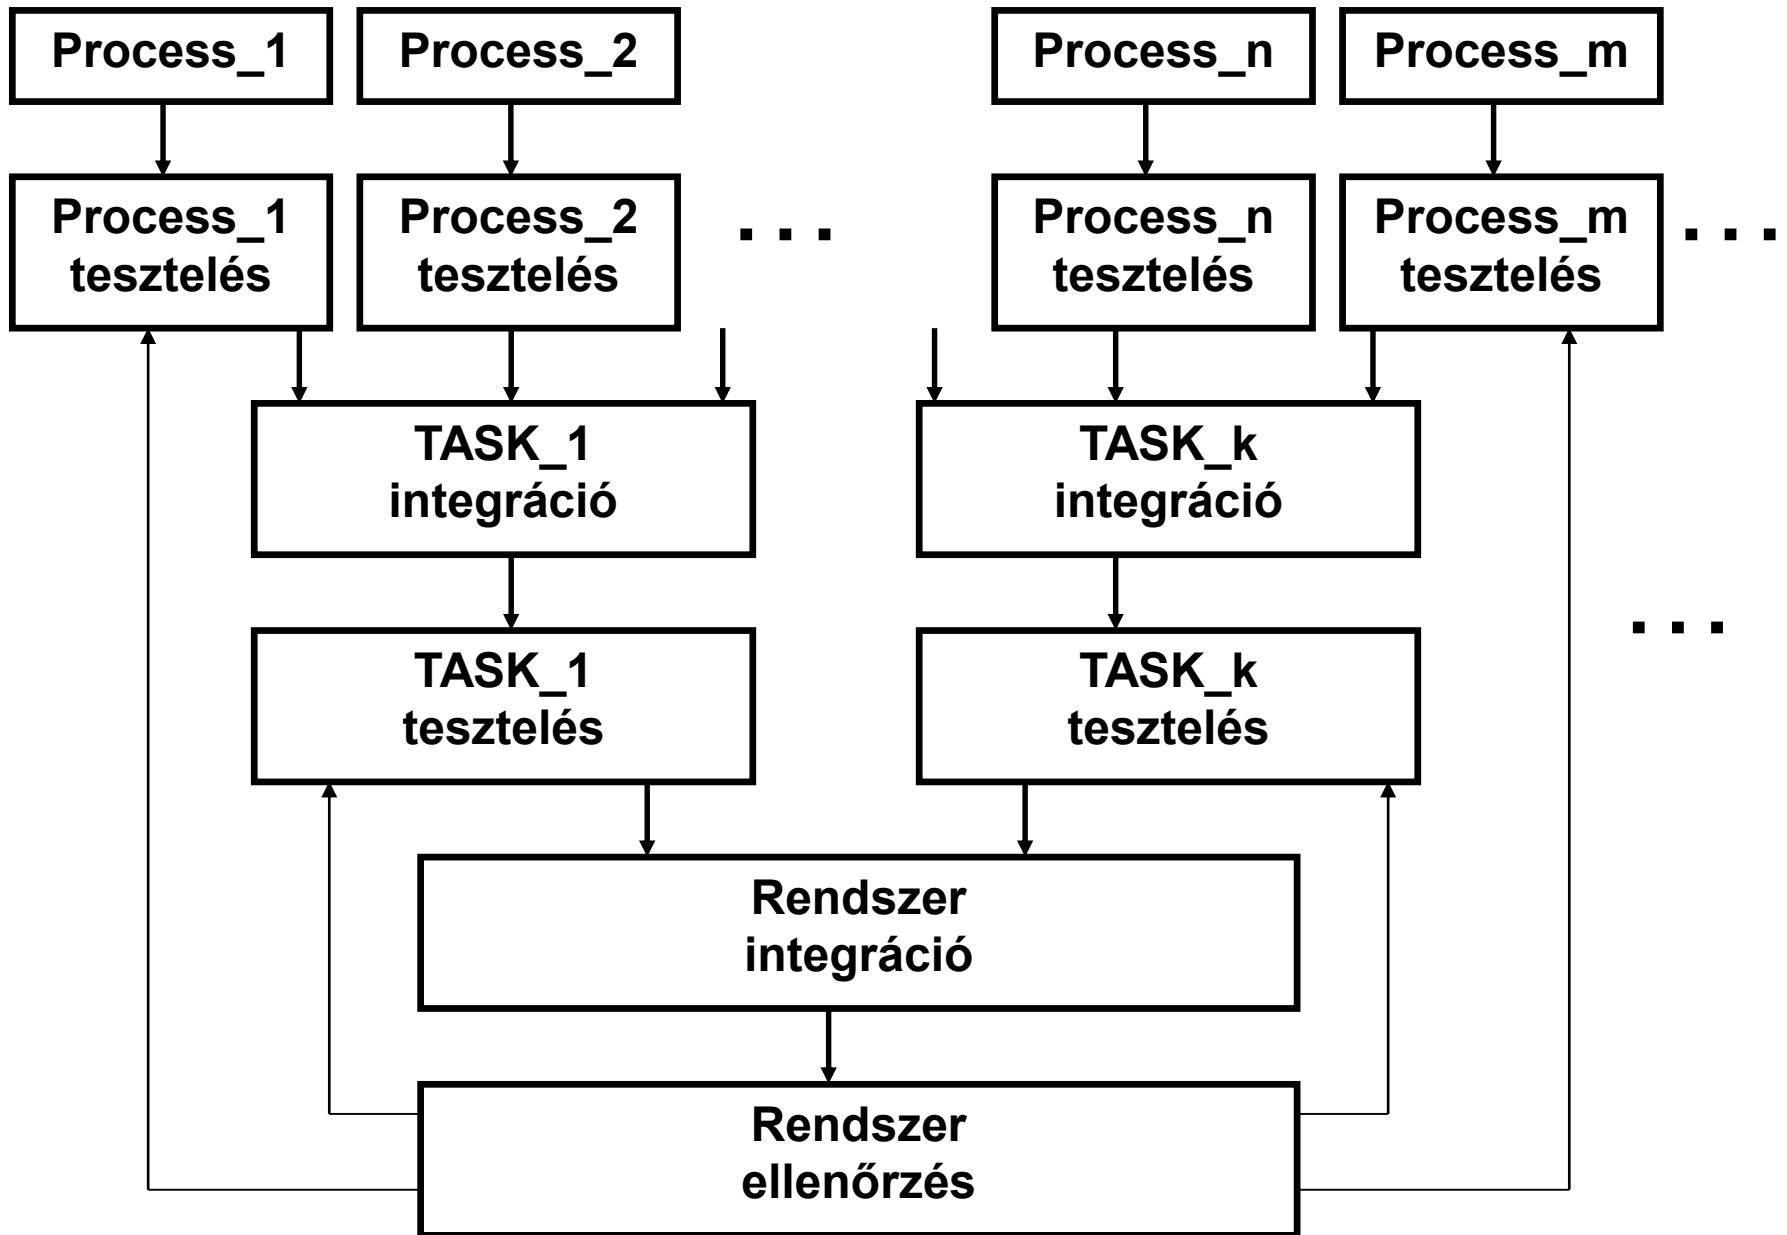 Process_1
Process_2
Process_n
Process_m
Process_1
tesztelés
Process_2
tesztelés
. . .
Process_n
tesztelés
Process_m
tesztelés
. . .
TASK_1
integráció
TASK_k
integráció
TASK_1
tesztelés
TASK_k
tesztelés
. . .
Rendszer
integráció
Rendszer
ellenőrzés